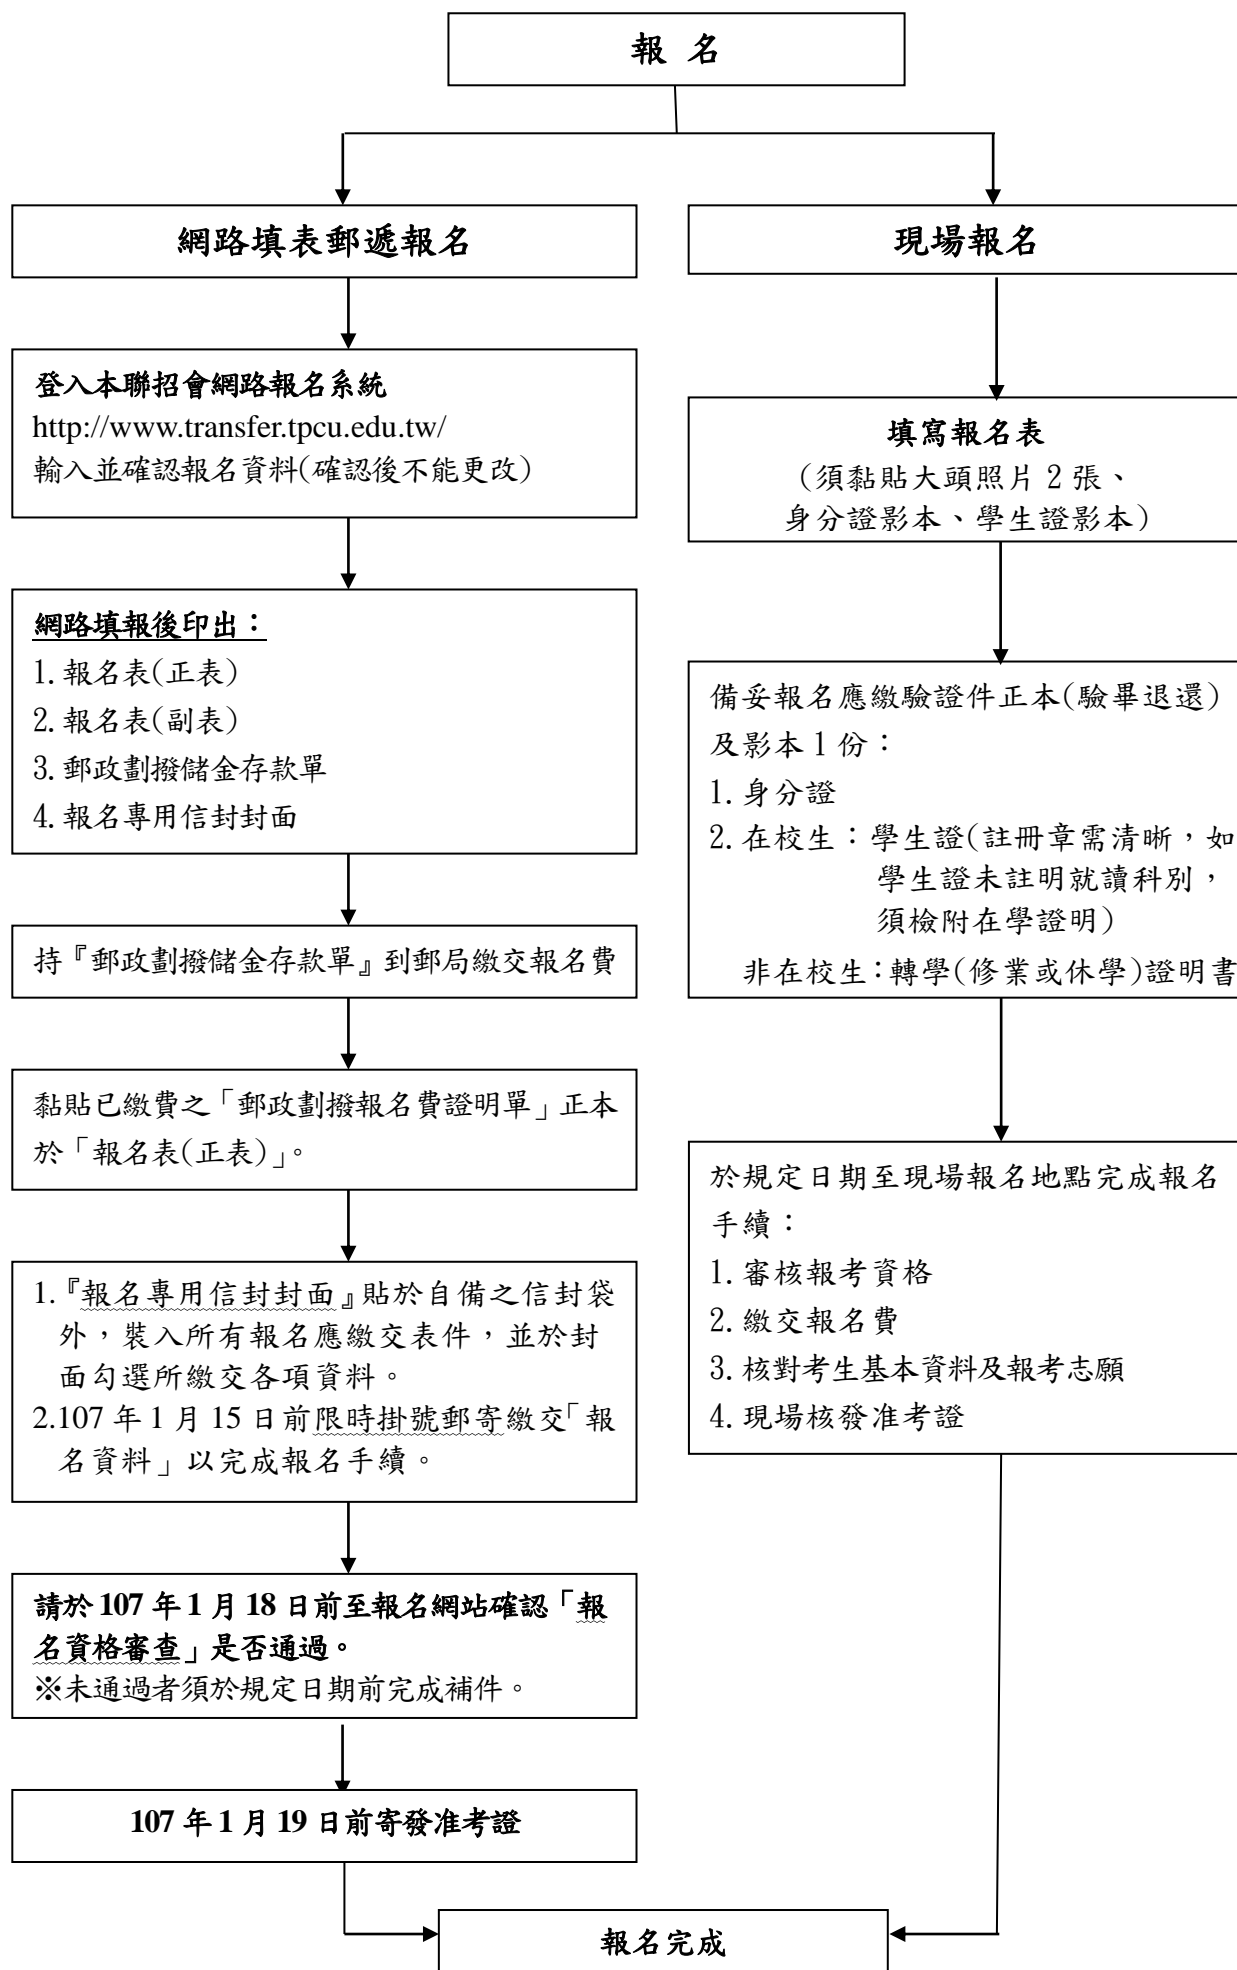 報 名
網路填表郵遞報名
登入本聯招會網路報名系統
http://www.transfer.tpcu.edu.tw/
輸入並確認報名資料(確認後不能更改)
網路填報後印出：
1.報名表(正表)
2.報名表(副表)
3.郵政劃撥儲金存款單
4.報名專用信封封面
持『郵政劃撥儲金存款單』到郵局繳交報名費
黏貼已繳費之「郵政劃撥報名費證明單」正本
於「報名表(正表)」。
1.『報名專用信封封面』貼於自備之信封袋
外，裝入所有報名應繳交表件，並於封
面勾選所繳交各項資料。
2.107 年 1 月 15 日前限時掛號郵寄繳交「報
名資料」以完成報名手續。
請於 107 年 1 月 18 日前至報名網站確認「報
名資格審查」是否通過。
※未通過者須於規定日期前完成補件。
107 年 1 月 19 日前寄發准考證
現場報名
填寫報名表
(須黏貼大頭照片 2 張、
身分證影本、學生證影本)
備妥報名應繳驗證件正本(驗畢退還)
及影本 1 份：
1.身分證
2.在校生：學生證(註冊章需清晰，如
學生證未註明就讀科別，
須檢附在學證明)
非在校生：轉學(修業或休學)證明書
於規定日期至現場報名地點完成報名
手續：
1.審核報考資格
2.繳交報名費
3.核對考生基本資料及報考志願
4.現場核發准考證
報名完成